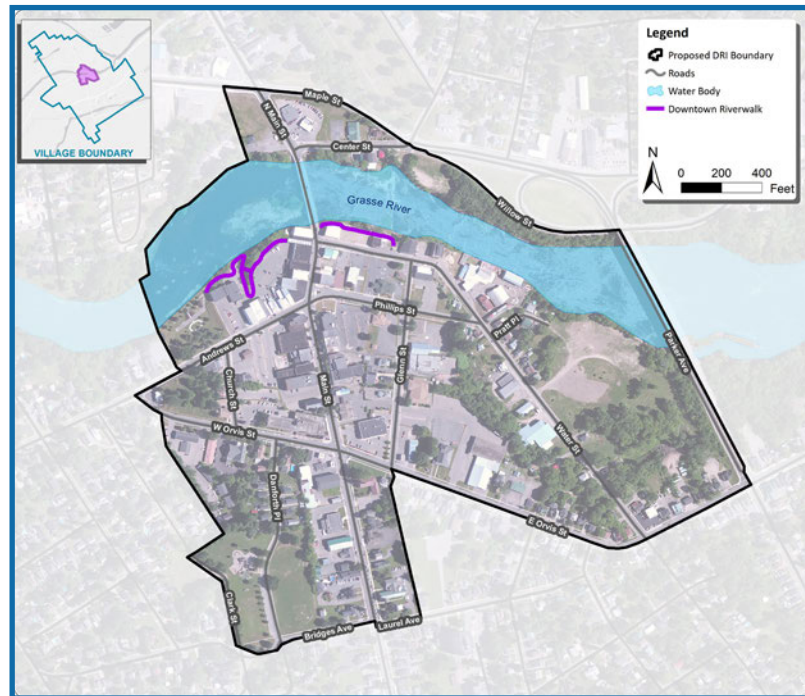 VILLAGE BOUNDARY
Legend
Proposed DRI Boundary
Roads
Water Body
Downtown Riverwalk
N
0 200 400
Feet
Maple St
N Main St
Center St
Grasse River
Willow St
Phillips St
Pratt Pl
Parker Ave
Andrews St
Glenn St
Church St
Main St
W Orvis St
Water St
Danforth Pl
E Orvis St
Clark St
Bridges Ave
Laurel Ave